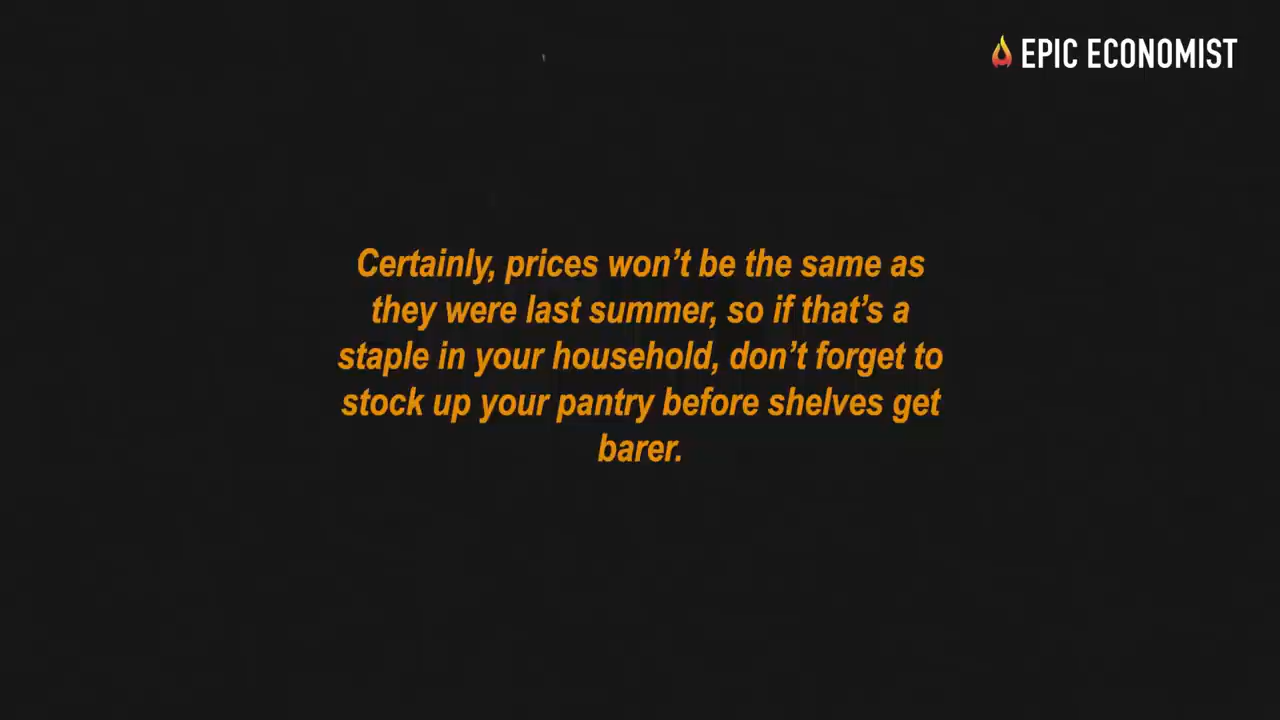 EPIC ECONOMIST
Certainly, prices won’t be the same as
they were last summer, so if that’s a
staple in your household, don’t forget to
stock up your pantry before shelves get
barer.